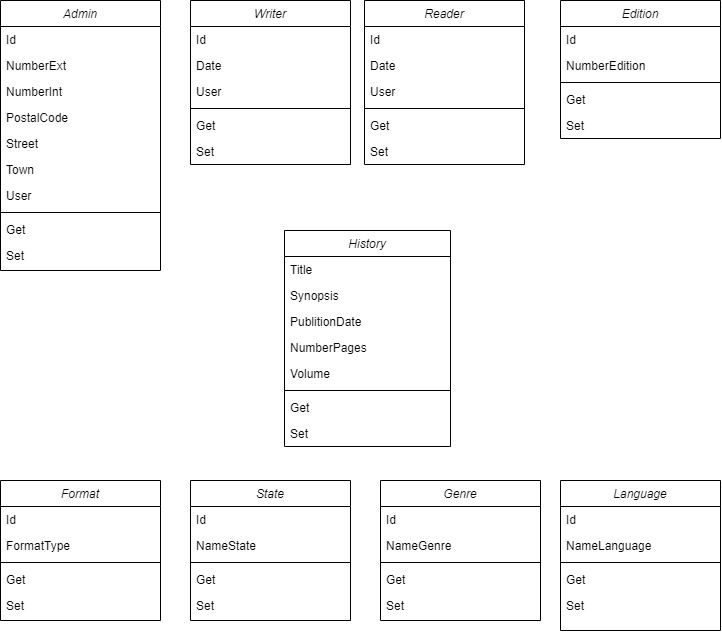 Admin
Id
NumberExt
NumberInt
PostalCode
Street
Town
User
Get
Set
Writer
Id
Date
User
Get
Set
Reader
Id
Date
User
Get
Set
Edition
Id
NumberEdition
Get
Set
History
Title
Synopsis
PublitionDate
NumberPages
Volume
Get
Set
Format
Id
FormatType
Get
Set
State
Id
NameState
Get
Set
Genre
Id
NameGenre
Get
Set
Language
Id
NameLanguage
Get
Set